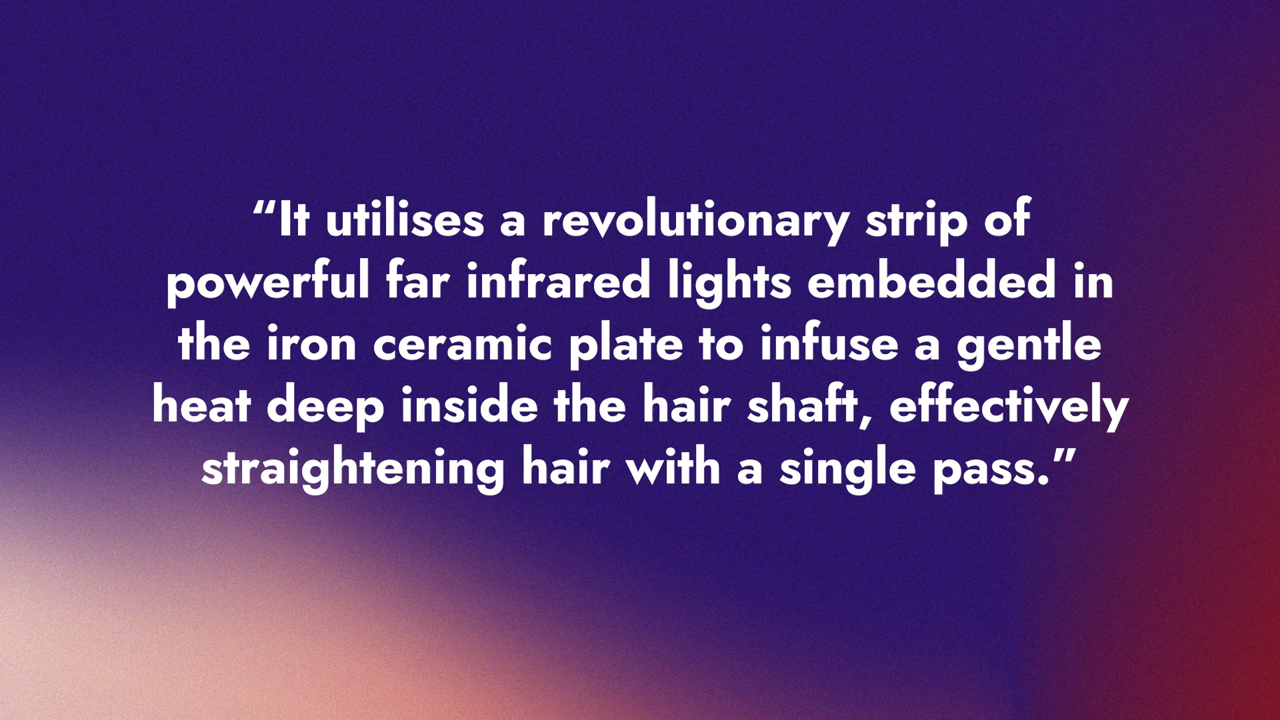 “It utilises a revolutionary strip of
powerful far infrared lights embedded in
the iron ceramic plate to infuse a gentle
heat deep inside the hair shaft, effectively
straightening hair with a single pass.”